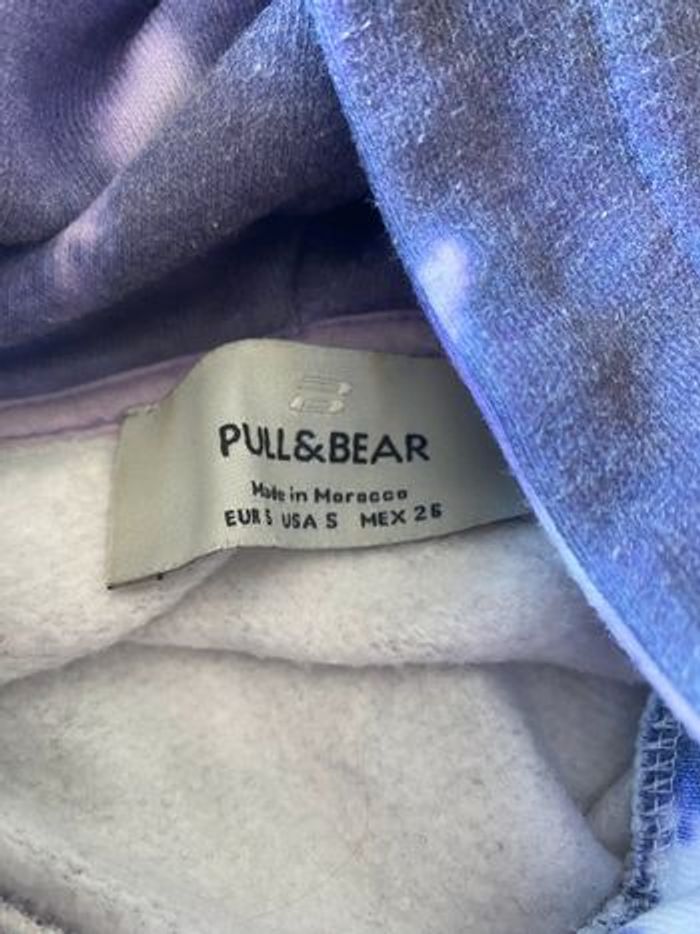 PULL&BEAR
Made in Morocco
EUR S USA S MEX 26